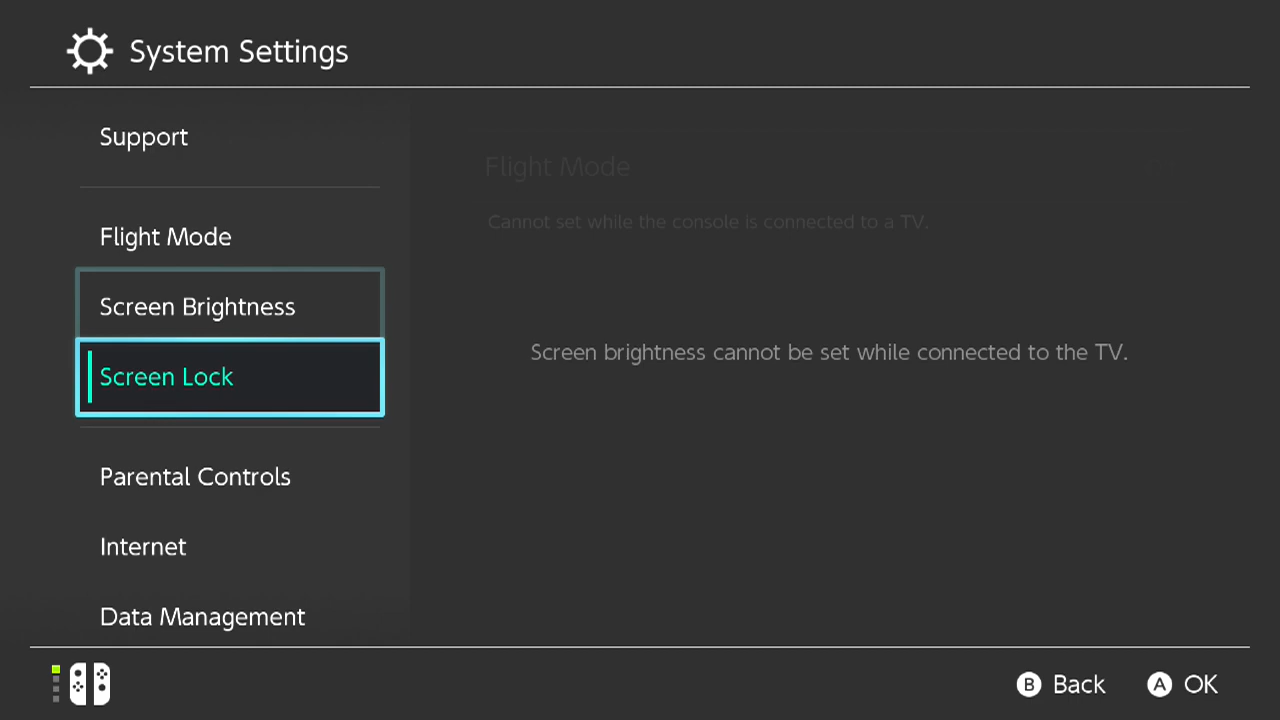 System Settings
Support
Flight Mode
Screen Brightness
Screen Lock
Parental Controls
Internet
Data Management
Flight Mode
Cannot set while the console is connected to a TV.
Screen brightness cannot be set while connected to the TV.
B Back
A OK